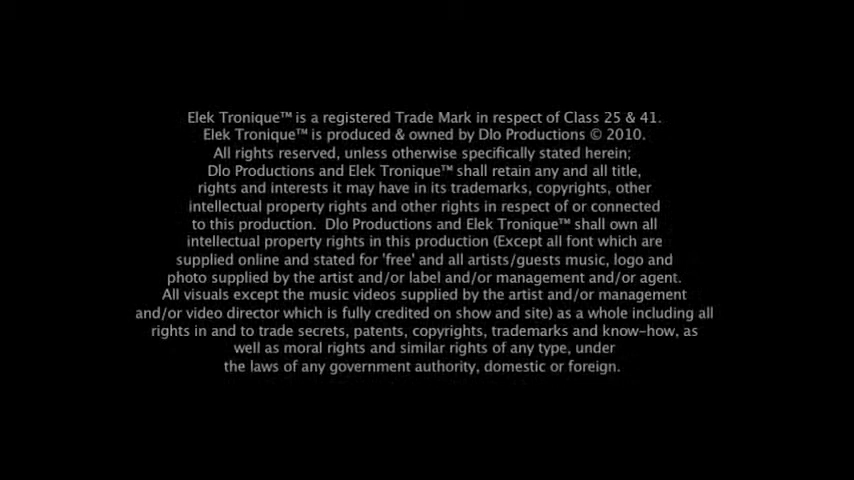 Elek Tronique™ is a registered Trade Mark in respect of Class 25 & 41.
Elek Tronique™ is produced & owned by Dlo Productions © 2010.
All rights reserved, unless otherwise specifically stated herein;
Dlo Productions and Elek Tronique™ shall retain any and all title,
rights and interests it may have in its trademarks, copyrights, other
intellectual property rights and other rights in respect of or connected
to this production.  Dlo Productions and Elek Tronique™ shall own all
intellectual property rights in this production (Except all font which are
supplied online and stated for 'free' and all artists/guests music, logo and
photo supplied by the artist and/or label and/or management and/or agent.
All visuals except the music videos supplied by the artist and/or management
and/or video director which is fully credited on show and site) as a whole including all
rights in and to trade secrets, patents, copyrights, trademarks and know-how, as
well as moral rights and similar rights of any type, under
the laws of any government authority, domestic or foreign.